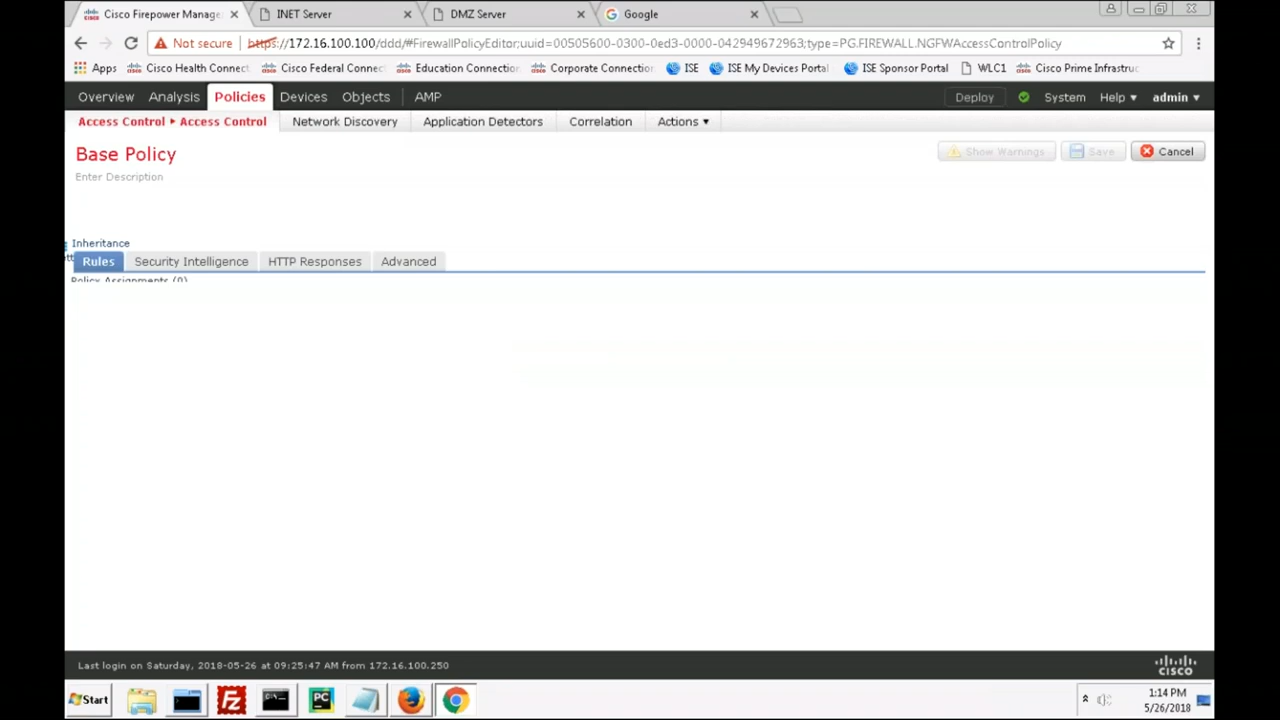 Cisco Firepower Manage
INET Server
DMZ Server
Google
Not secure
https://172.16.100.100/ddd/#FirewallPolicyEditor;uuid=00505600-0300-0ed3-0000-042949672963;type=PG.FIREWALL.NGFWAccessControlPolicy
Apps
Cisco Health Connect
Cisco Federal Connec
Education Connection
Corporate Connection
ISE
ISE My Devices Portal
ISE Sponsor Portal
WLC1
Cisco Prime Infrastruc
Overview
Analysis
Policies
Devices
Objects
AMP
Deploy
System
Help
admin
Access Control
Access Control
Network Discovery
Application Detectors
Correlation
Actions
Base Policy
Show Warnings
Save
Cancel
Enter Description
Inheritance
Rules
Security Intelligence
HTTP Responses
Advanced
Policy Assignments (0)
Last login on Saturday, 2018-05-26 at 09:25:47 AM from 172.16.100.250
CISCO
Start
PC
1:14 PM
5/26/2018